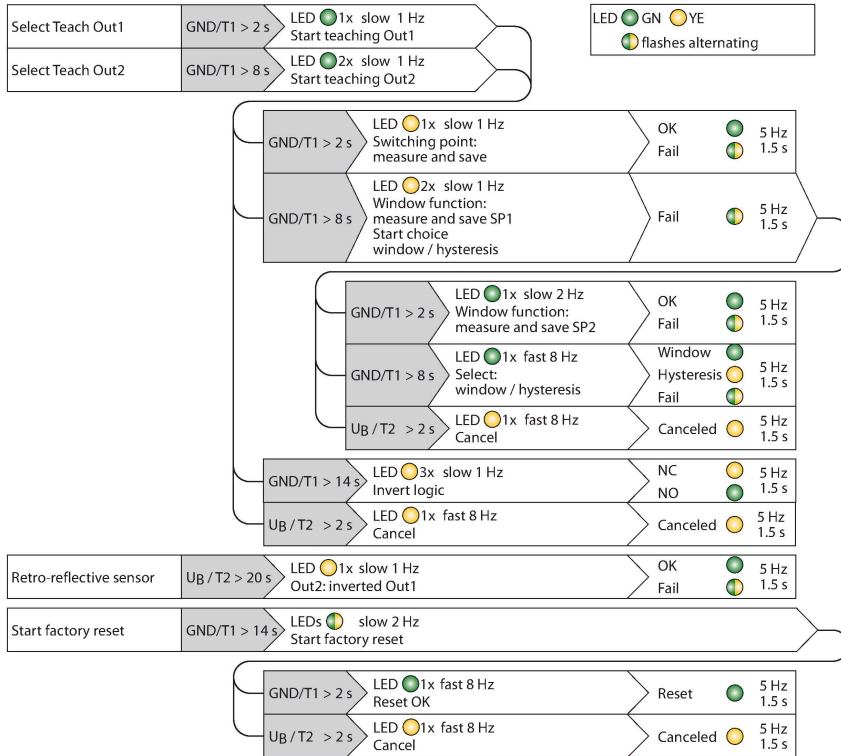 LED GN YE
flashes alternating
Select Teach Out1 GND/T1 > 2 s LED 1x slow 1 Hz
Start teaching Out1
Select Teach Out2 GND/T1 > 8 s LED 2x slow 1 Hz
Start teaching Out2
GND/T1 > 2 s LED 1x slow 1 Hz
Switching point:
measure and save
OK
Fail
5 Hz
1.5 s
GND/T1 > 8 s LED 2x slow 1 Hz
Window function:
measure and save SP1
Start choice
window / hysteresis
Fail
5 Hz
1.5 s
GND/T1 > 2 s LED 1x slow 2 Hz
Window function:
measure and save SP2
OK
Fail
5 Hz
1.5 s
GND/T1 > 8 s LED 1x fast 8 Hz
Select:
window / hysteresis
Window
Hysteresis
Fail
5 Hz
1.5 s
UB / T2 > 2 s LED 1x fast 8 Hz
Cancel
Canceled
5 Hz
1.5 s
GND/T1 > 14 s LED 3x slow 1 Hz
Invert logic
NC
NO
5 Hz
1.5 s
UB / T2 > 2 s LED 1x fast 8 Hz
Cancel
Canceled
5 Hz
1.5 s
Retro-reflective sensor UB / T2 > 20 s LED 1x slow 1 Hz
Out2: inverted Out1
OK
Fail
5 Hz
1.5 s
Start factory reset GND/T1 > 14 s LEDs slow 2 Hz
Start factory reset
GND/T1 > 2 s LED 1x fast 8 Hz
Reset OK
Reset
5 Hz
1.5 s
UB / T2 > 2 s LED 1x fast 8 Hz
Cancel
Canceled
5 Hz
1.5 s